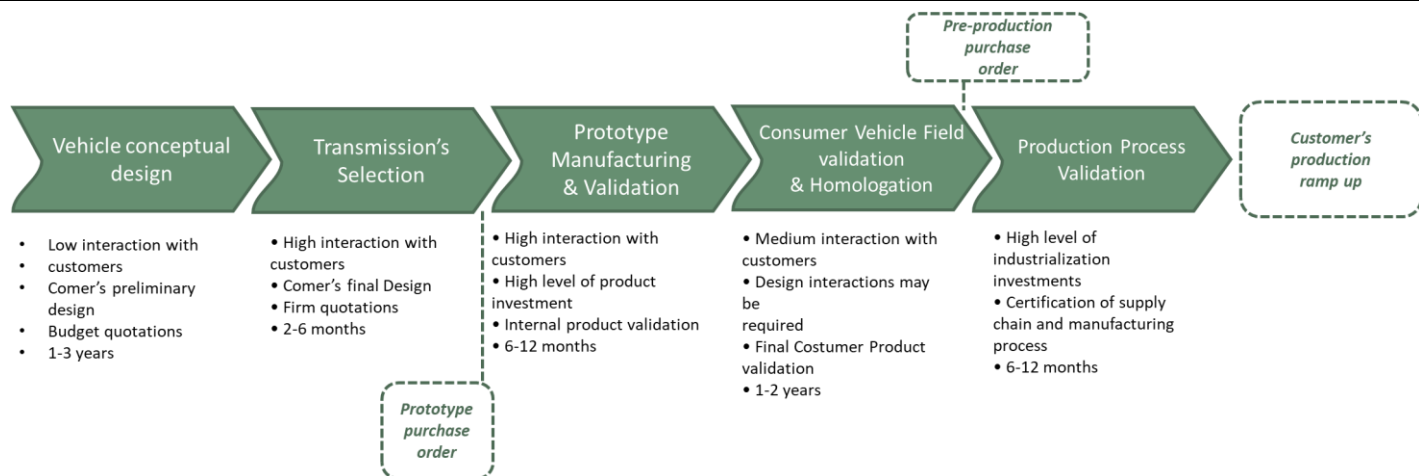 Pre-production
purchase
order
Vehicle conceptual
design
Transmission's
Selection
Prototype
Manufacturing
& Validation
Consumer Vehicle Field
validation
& Homologation
Production Process
Validation
Customer's
production
ramp up
• Low interaction with
• customers
• Comer's preliminary
design
• Budget quotations
• 1-3 years
• High interaction with
customers
• Comer's final Design
• Firm quotations
• 2-6 months
• High interaction with
customers
• High level of product
investment
• Internal product validation
• 6-12 months
• Medium interaction with
customers
• Design interactions may
be
required
• Final Costumer Product
validation
• 1-2 years
• High level of
industrialization
investments
• Certification of supply
chain and manufacturing
process
• 6-12 months
Prototype
purchase
order